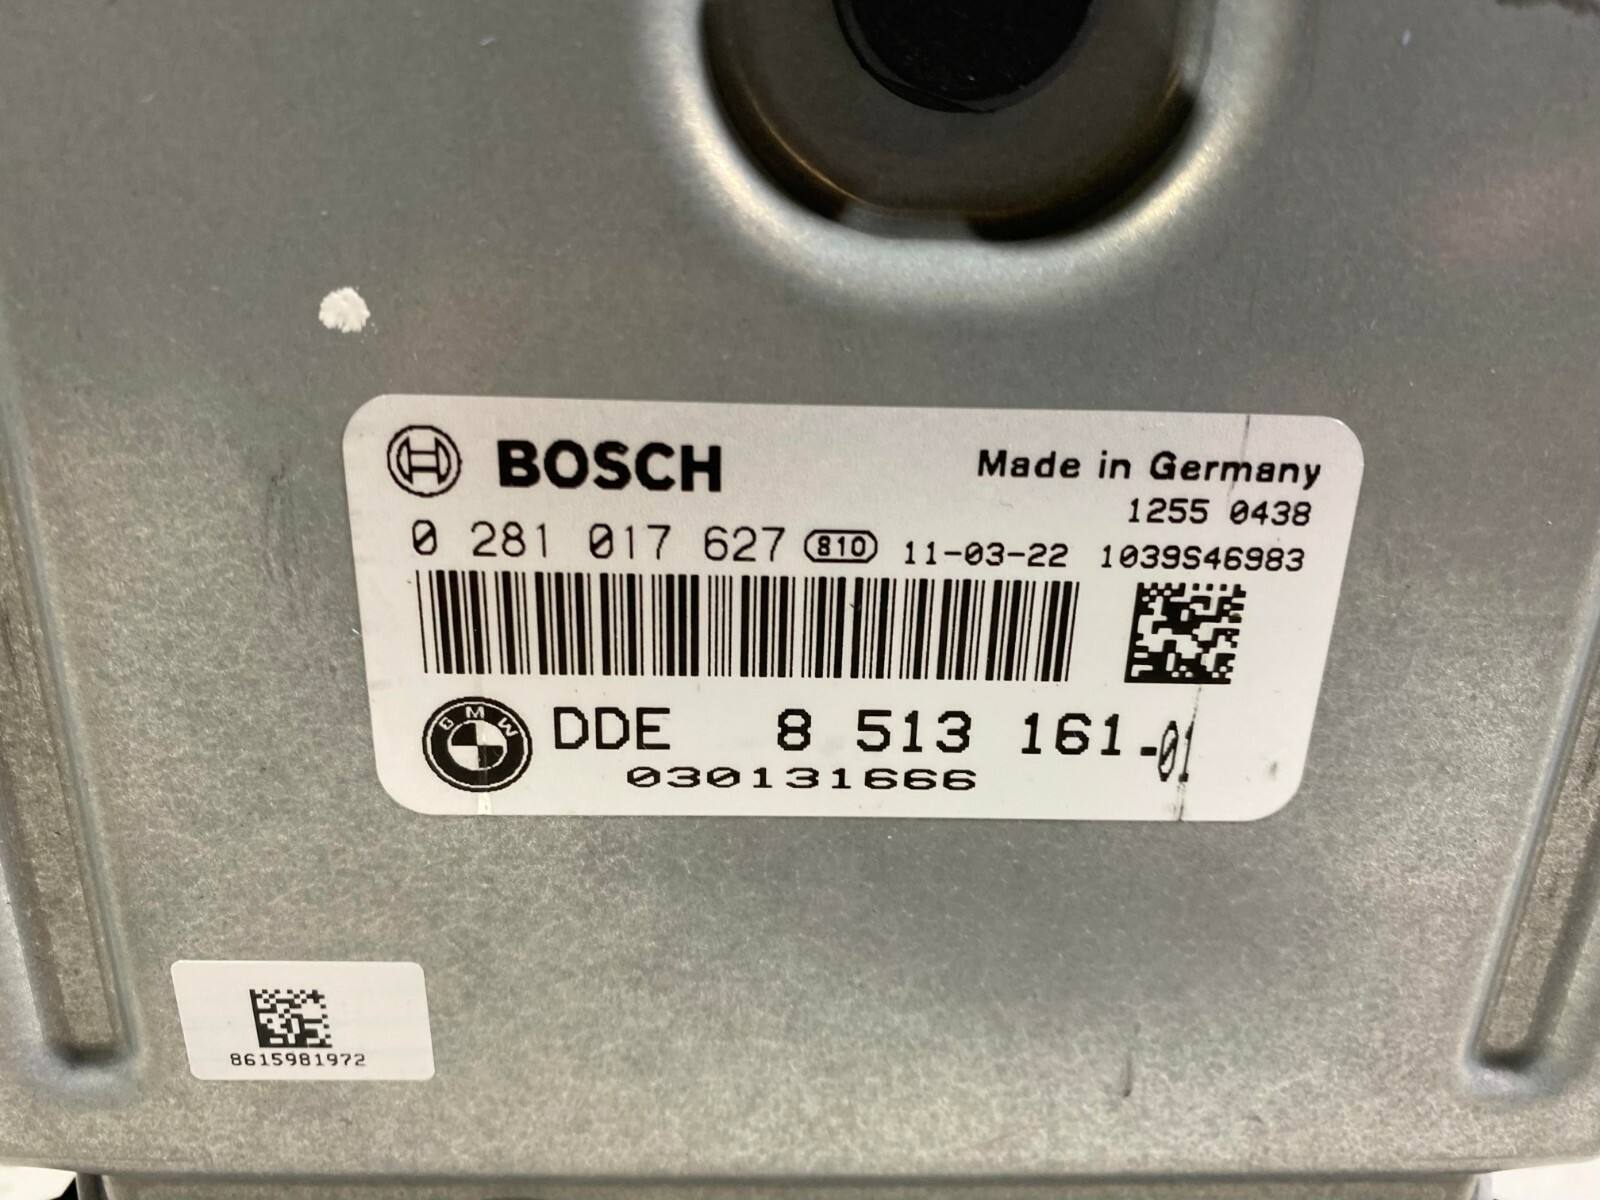 BOSCH
Made in Germany
1255 0438
0 281 017 627 810 11-03-22 1039S46983
BMW DDE 8 513 161-01
030131666
8615981972